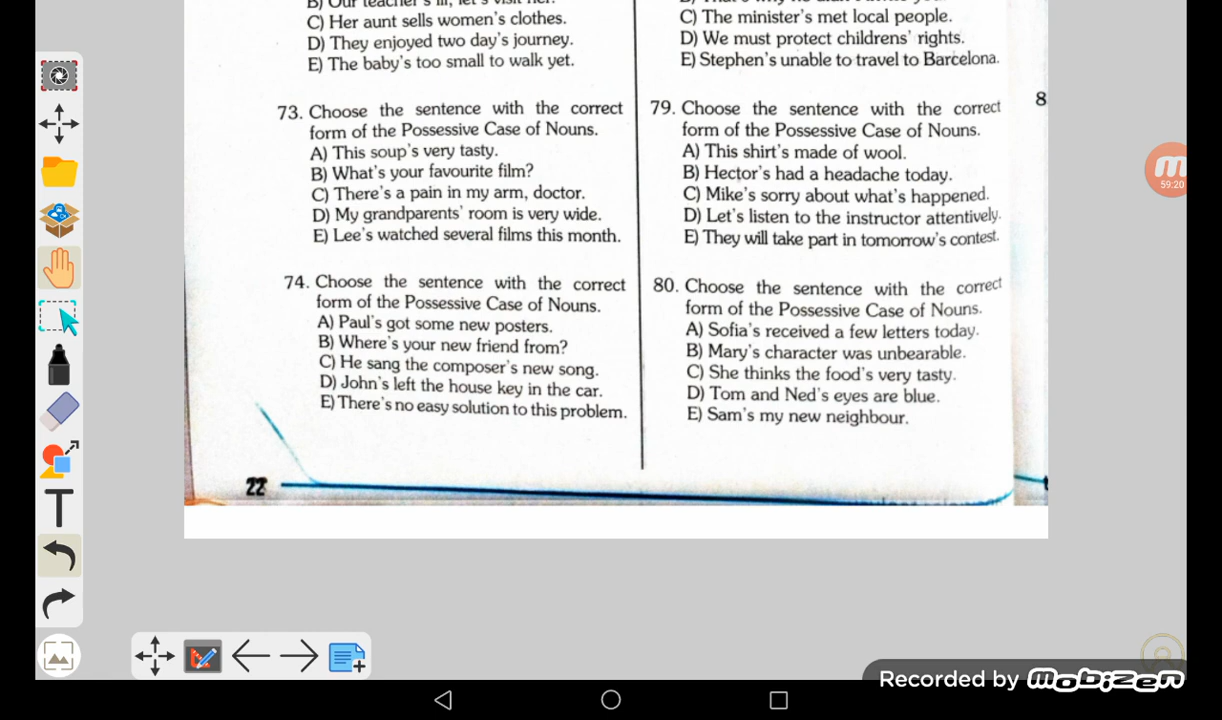 C) Her aunt sells women's clothes.
D) They enjoyed two day's journey.
E) The baby's too small to walk yet.
73. Choose the sentence with the correct
form of the Possessive Case of Nouns.
A) This soup's very tasty.
B) What's your favourite film?
C) There's a pain in my arm, doctor.
D) My grandparents' room is very wide.
E) Lee's watched several films this month.
74. Choose the sentence with the correct
form of the Possessive Case of Nouns.
A) Paul's got some new posters.
B) Where's your new friend from?
C) He sang the composer's new song.
D) John's left the house key in the car.
E) There's no easy solution to this problem.
22
C) The minister's met local people.
D) We must protect childrens' rights.
E) Stephen's unable to travel to Barcelona.
79. Choose the sentence with the correct
form of the Possessive Case of Nouns.
A) This shirt's made of wool.
B) Hector's had a headache today.
C) Mike's sorry about what's happened.
D) Let's listen to the instructor attentively.
E) They will take part in tomorrow's contest.
80. Choose the sentence with the correct
form of the Possessive Case of Nouns.
A) Sofia's received a few letters today.
B) Mary's character was unbearable.
C) She thinks the food's very tasty.
D) Tom and Ned's eyes are blue.
E) Sam's my new neighbour.
8
59:20
T
Recorded by mobizen